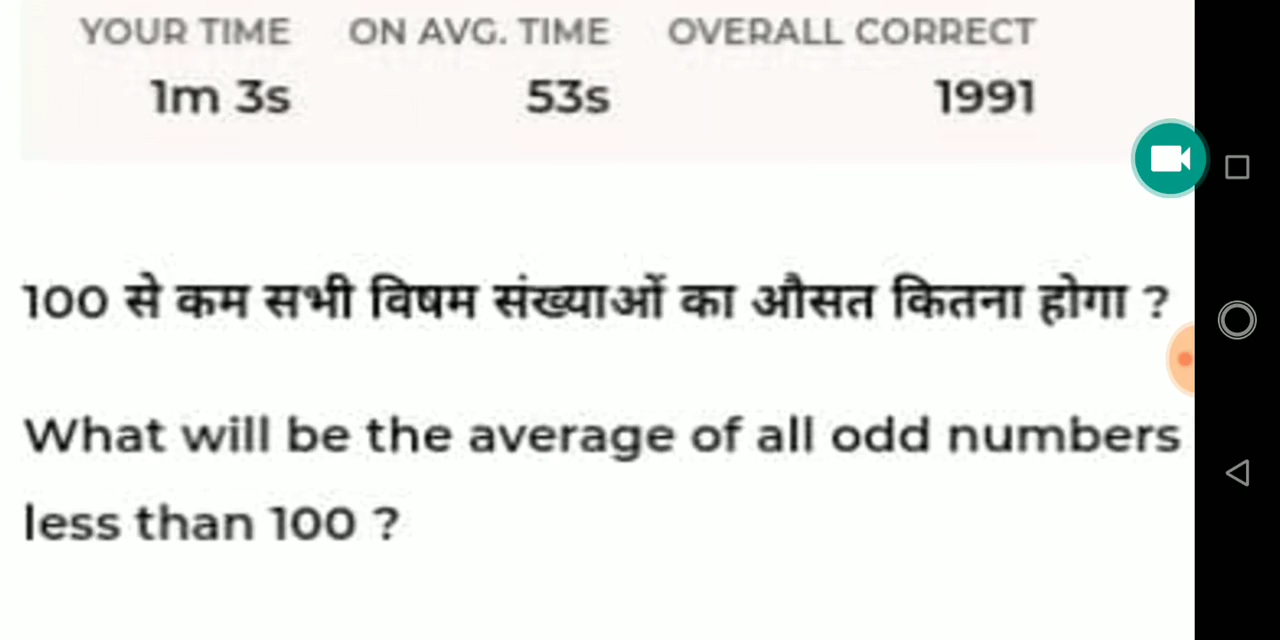 YOUR TIME ON AVG. TIME OVERALL CORRECT
1m 3s 53s 1991
100 से कम सभी विषम संख्याओं का औसत कितना होगा ?
What will be the average of all odd numbers
less than 100 ?